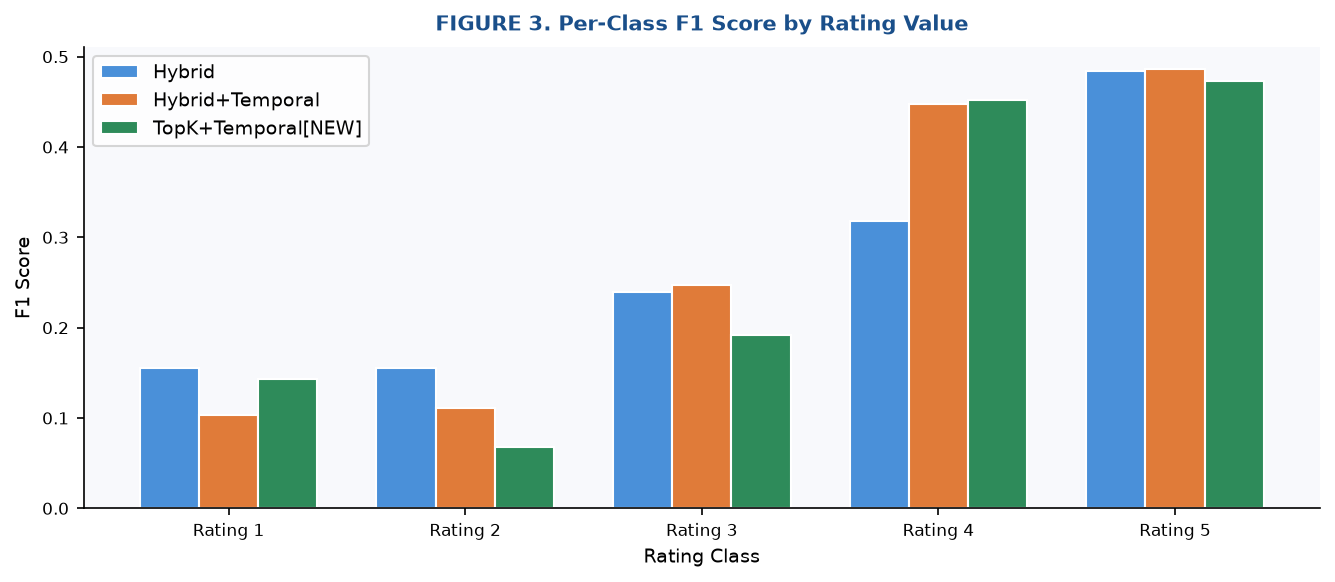 FIGURE 3. Per-Class F1 Score by Rating Value
Hybrid
Hybrid+Temporal
TopK+Temporal[NEW]
F1 Score
0.5
0.4
0.3
0.2
0.1
0.0
Rating 1
Rating 2
Rating 3
Rating 4
Rating 5
Rating Class